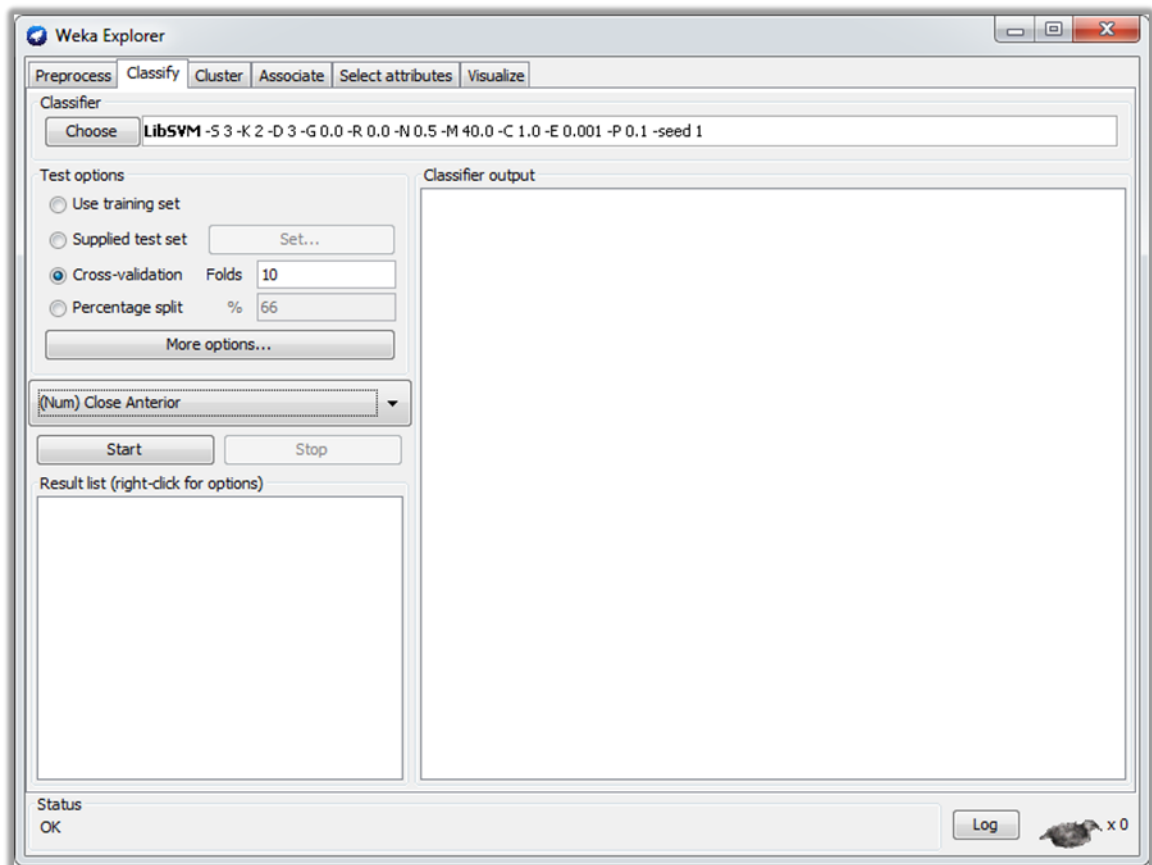 Weka Explorer
Preprocess Classify Cluster Associate Select attributes Visualize
Classifier
Choose LibSVM -S 3 -K 2 -D 3 -G 0.0 -R 0.0 -N 0.5 -M 40.0 -C 1.0 -E 0.001 -P 0.1 -seed 1
Test options
Use training set
Supplied test set Set...
Cross-validation Folds 10
Percentage split % 66
More options...
(Num) Close Anterior
Start Stop
Result list (right-click for options)
Classifier output
Status
OK
Log x 0